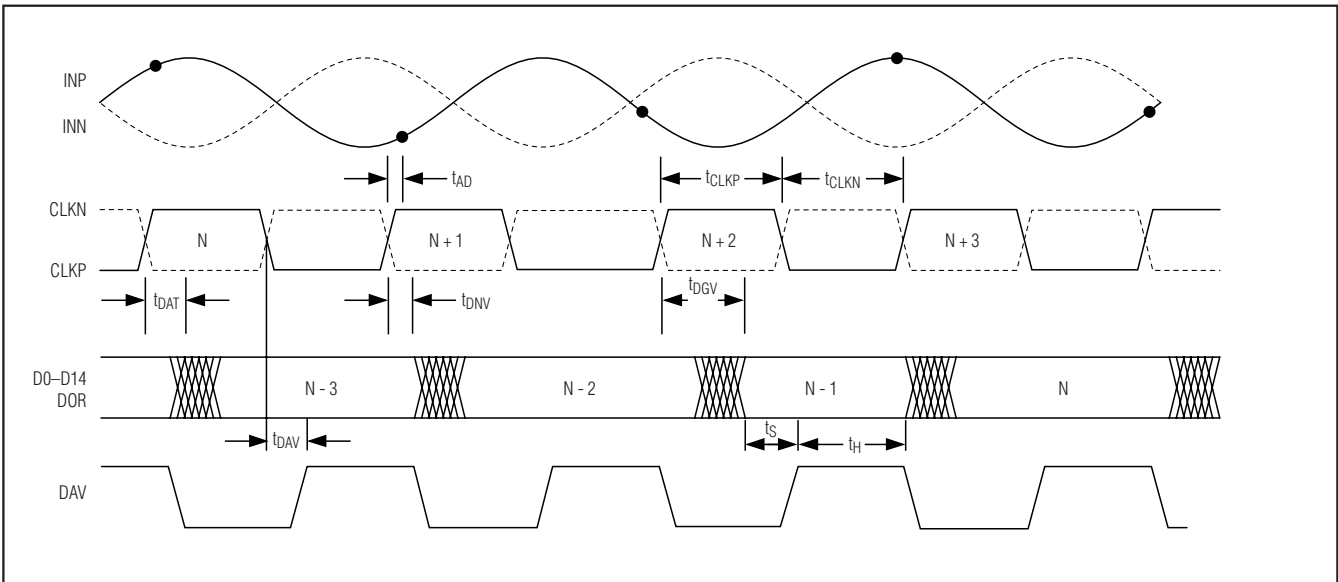 INP
INN
tAD
tCLKP
tCLKN
CLKN
CLKP
N
N + 1
N + 2
N + 3
tDAT
tDNV
tDGV
D0–D14
DOR
N - 3
N - 2
N - 1
N
tDAV
tS
tH
DAV